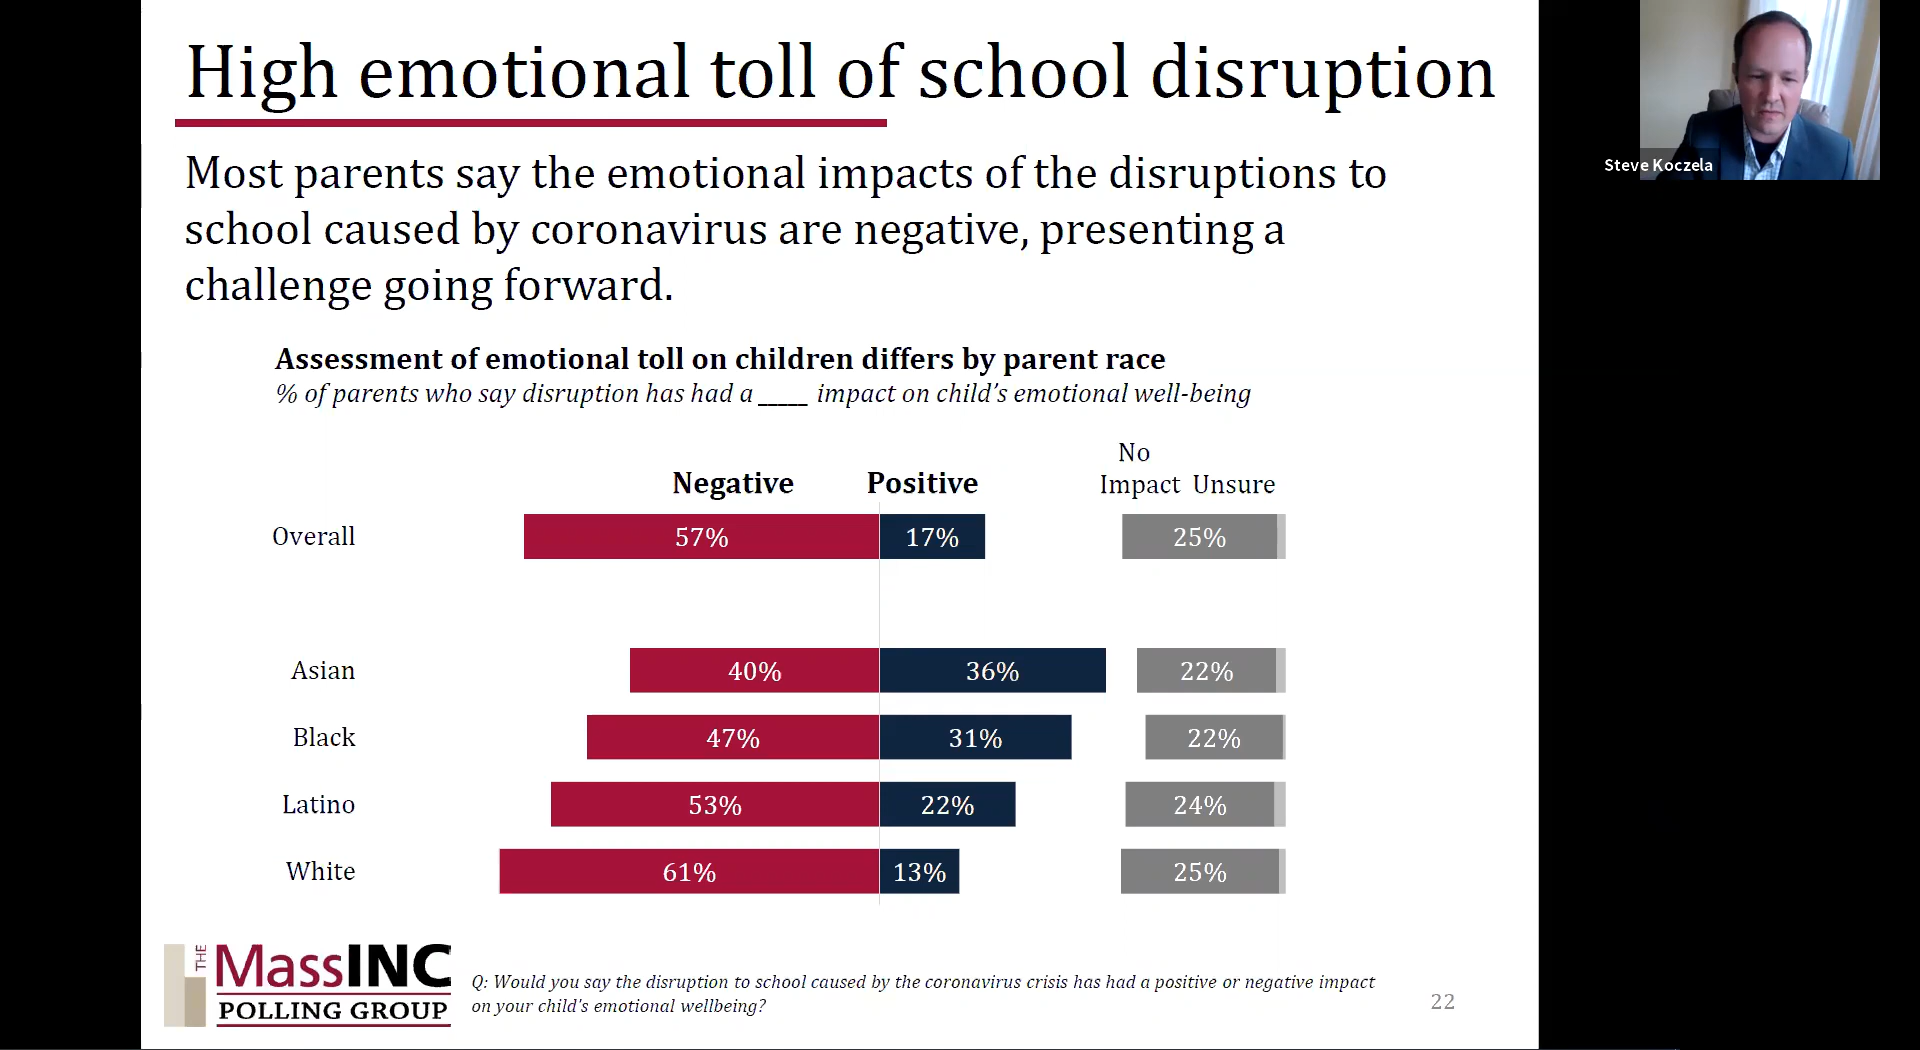 High emotional toll of school disruption
Steve Koczela
Most parents say the emotional impacts of the disruptions to
school caused by coronavirus are negative, presenting a
challenge going forward.
Assessment of emotional toll on children differs by parent race
% of parents who say disruption has had a _____ impact on child's emotional well-being
No
Negative Positive Impact Unsure
Overall 57% 17% 25%
Asian 40% 36% 22%
Black 47% 31% 22%
Latino 53% 22% 24%
White 61% 13% 25%
THE MassINC
POLLING GROUP
Q: Would you say the disruption to school caused by the coronavirus crisis has had a positive or negative impact
on your child's emotional wellbeing?
22